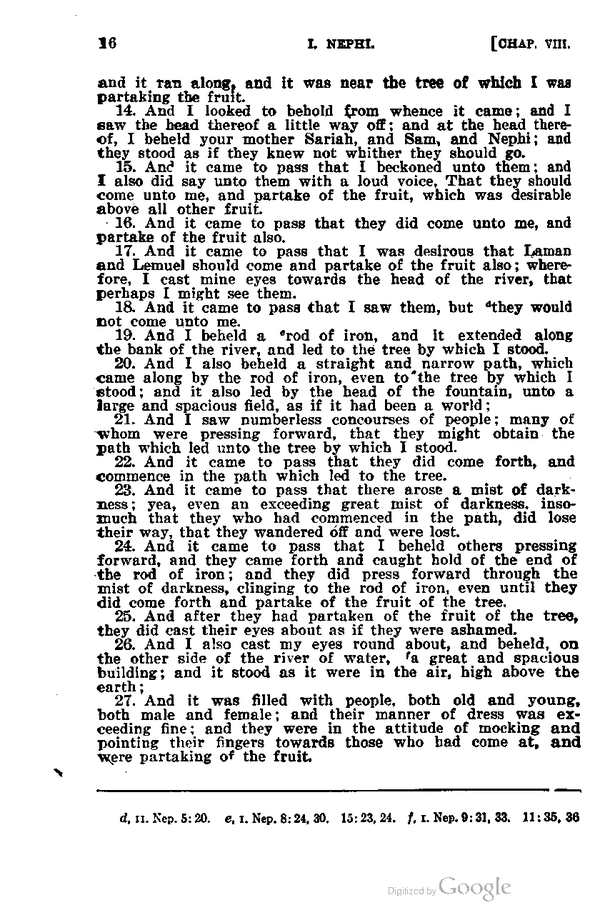 16 I. NEPHI. [CHAP. VIII.
and it ran along, and it was near the tree of which I was
partaking the fruit.
14. And I looked to behold from whence it came; and I
saw the head thereof a little way off; and at the head there-
of, I beheld your mother Sariah, and Sam, and Nephi; and
they stood as if they knew not whither they should go.
15. And it came to pass that I beckoned unto them; and
I also did say unto them with a loud voice, That they should
come unto me, and partake of the fruit, which was desirable
above all other fruit.
16. And it came to pass that they did come unto me, and
partake of the fruit also.
17. And it came to pass that I was desirous that Laman
and Lemuel should come and partake of the fruit also; where-
fore, I cast mine eyes towards the head of the river, that
perhaps I might see them.
18. And it came to pass that I saw them, but dthey would
not come unto me.
19. And I beheld a erod of iron, and it extended along
the bank of the river, and led to the tree by which I stood.
20. And I also beheld a straight and narrow path, which
came along by the rod of iron, even to the tree by which I
stood; and it also led by the head of the fountain, unto a
large and spacious field, as if it had been a world;
21. And I saw numberless concourses of people; many of
whom were pressing forward, that they might obtain the
path which led unto the tree by which I stood.
22. And it came to pass that they did come forth, and
commence in the path which led to the tree.
23. And it came to pass that there arose a mist of dark-
ness; yea, even an exceeding great mist of darkness, inso-
much that they who had commenced in the path, did lose
their way, that they wandered off and were lost.
24. And it came to pass that I beheld others pressing
forward, and they came forth and caught hold of the end of
the rod of iron; and they did press forward through the
mist of darkness, clinging to the rod of iron, even until they
did come forth and partake of the fruit of the tree.
25. And after they had partaken of the fruit of the tree,
they did cast their eyes about as if they were ashamed.
26. And I also cast my eyes round about, and beheld, on
the other side of the river of water, fa great and spacious
building; and it stood as it were in the air, high above the
earth;
27. And it was filled with people, both old and young,
both male and female; and their manner of dress was ex-
ceeding fine; and they were in the attitude of mocking and
pointing their fingers towards those who had come at, and
were partaking of the fruit.
d, II. Nep. 5: 20. e, I. Nep. 8: 24, 30. 15: 23, 24. f, I. Nep. 9: 31, 33. 11: 35, 36
Digitized by Google